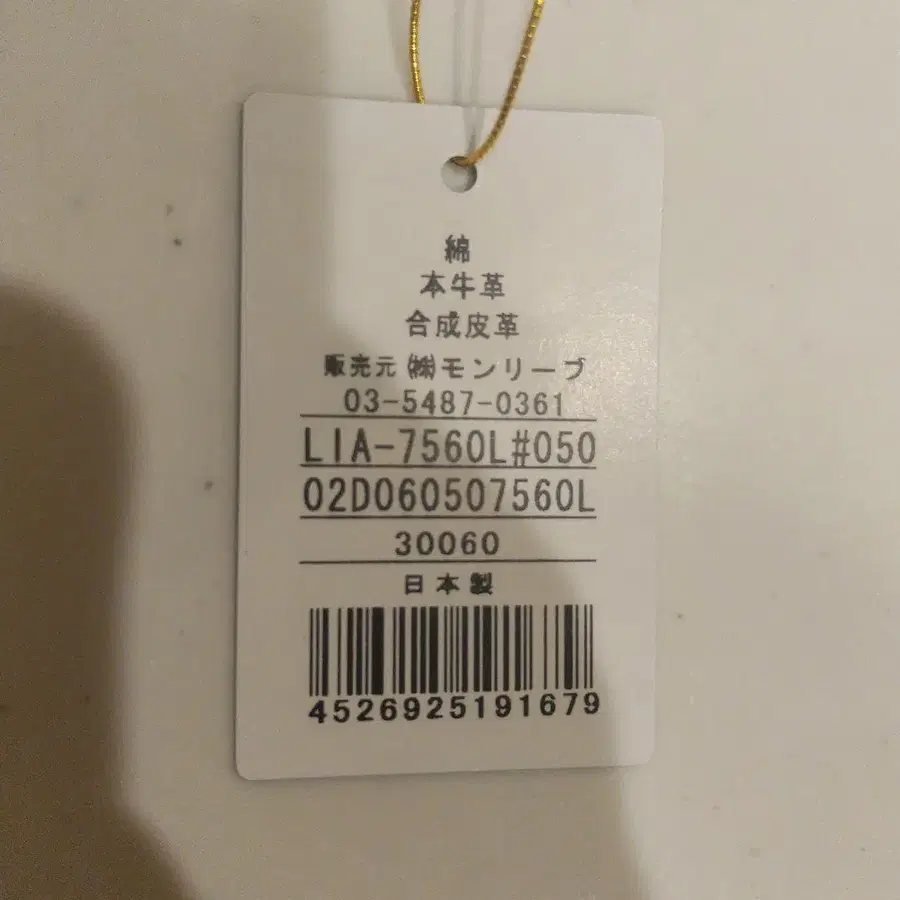 綿
本牛革
合成皮革
販売元 ㈱モンリーブ
03-5487-0361
LIA-7560L#050
02D060507560L
30060
日本製
4526925191679